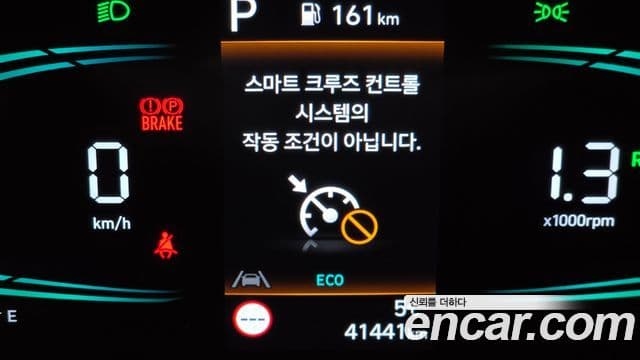 P
161 km
스마트 크루즈 컨트롤
시스템의
작동 조건이 아닙니다.
BRAKE
0
km/h
1.3
x1000rpm
ECO
E
신뢰를 더하다
encar.com